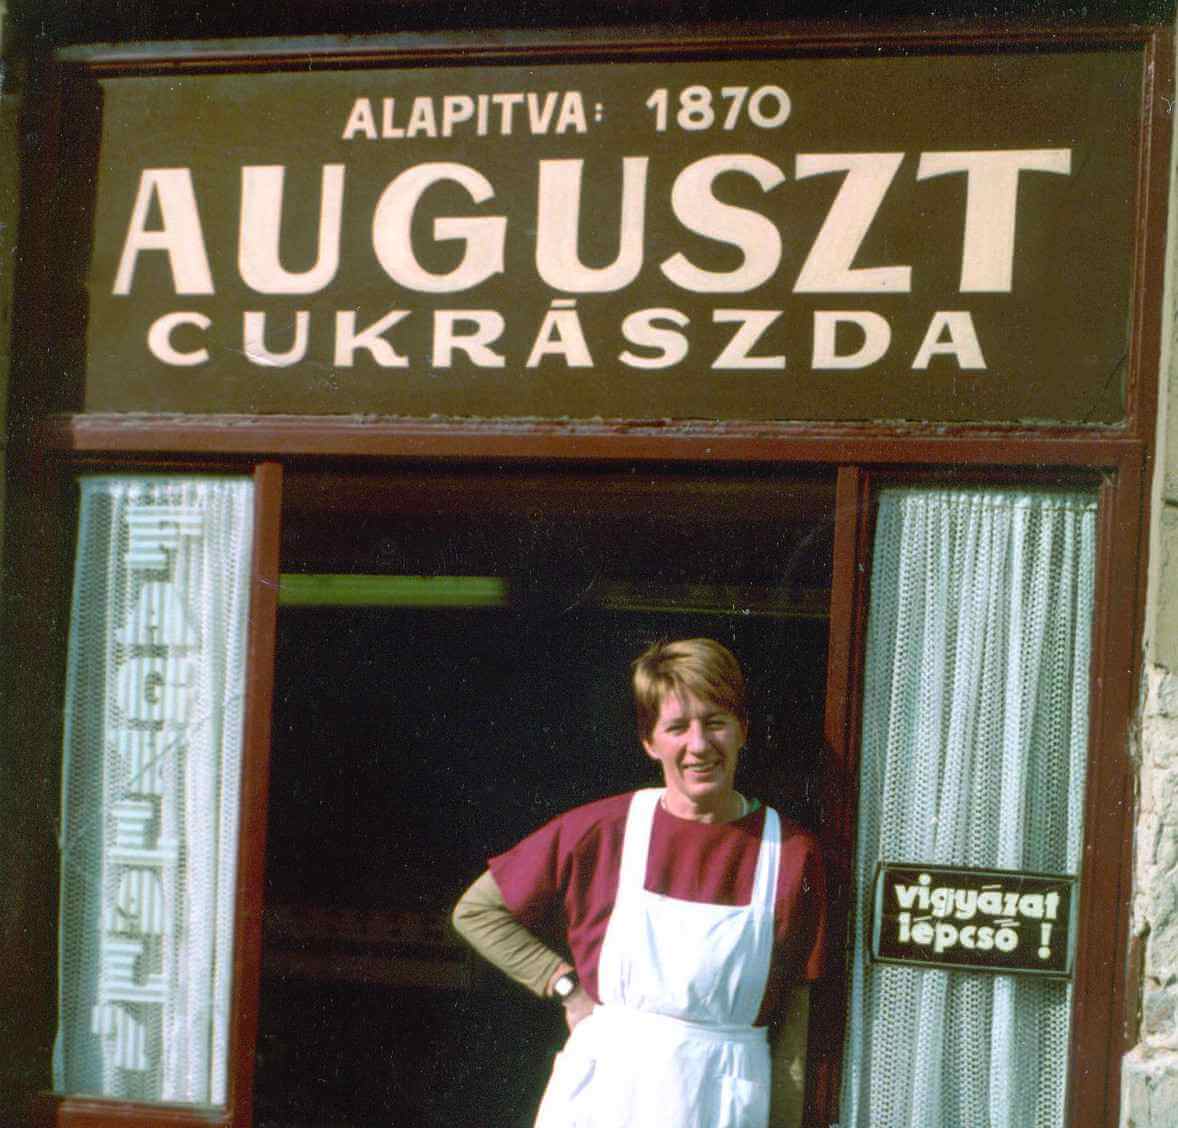 ALAPITVA: 1870
AUGUSZT
CUKRÁSZDA
vigyázat
lépcső !